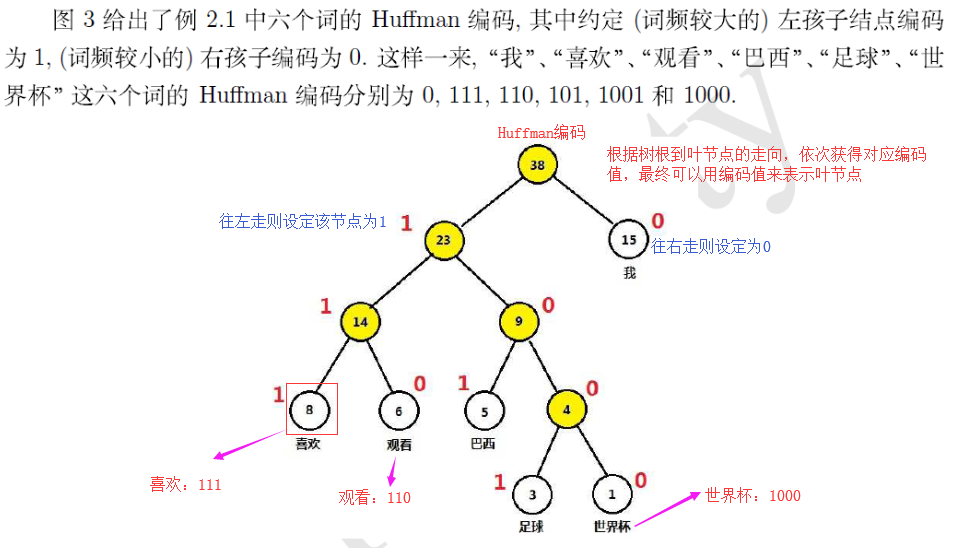 图 3 给出了例 2.1 中六个词的 Huffman 编码, 其中约定 (词频较大的) 左孩子结点编码
为 1, (词频较小的) 右孩子编码为 0. 这样一来, “我”、“喜欢”、“观看”、“巴西”、“足球”、“世
界杯” 这六个词的 Huffman 编码分别为 0, 111, 110, 101, 1001 和 1000.
Huffman编码
根据树根到叶节点的走向，依次获得对应编码
值，最终可以用编码值来表示叶节点
38
往左走则设定该节点为1
1
23
0
15
往右走则设定为0
我
1
14
0
9
1
8
喜欢
0
6
观看
1
5
巴西
0
4
喜欢：111
观看：110
1
3
足球
0
1
世界杯
世界杯：1000
ty